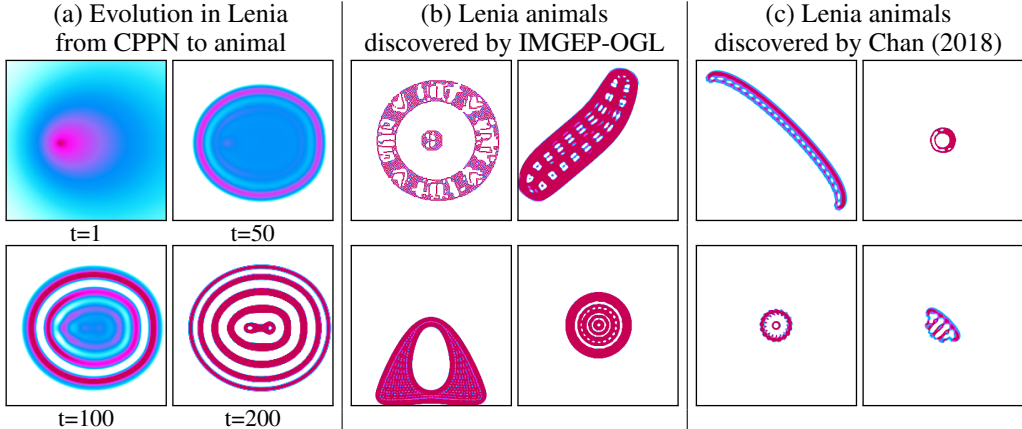 (a) Evolution in Lenia
from CPPN to animal
t=1
t=50
t=100
t=200
(b) Lenia animals
discovered by IMGEP-OGL
(c) Lenia animals
discovered by Chan (2018)